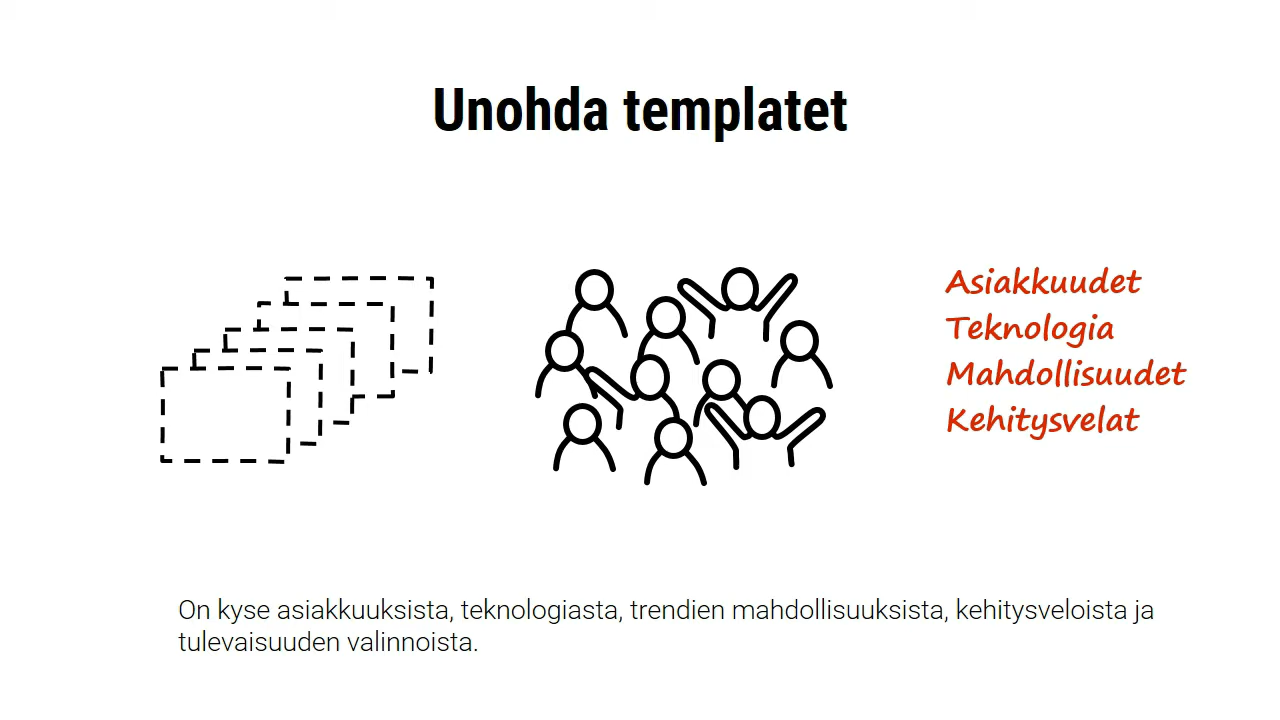 Unohda templatet
Asiakkuudet
Teknologia
Mahdollisuudet
Kehitysvelat
On kyse asiakkuuksista, teknologiasta, trendien mahdollisuuksista, kehitysveloista ja
tulevaisuuden valinnoista.